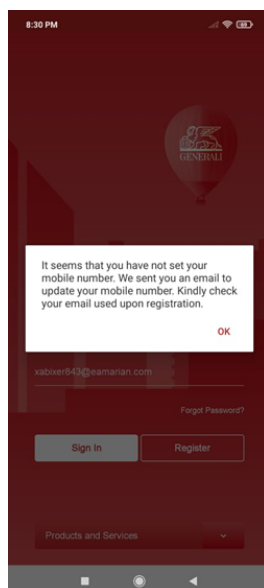 8:30 PM
GENERALI
It seems that you have not set your
mobile number. We sent you an email to
update your mobile number. Kindly check
your email used upon registration.
OK
xabixer843@eamarian.com
Forgot Password?
Sign In
Register
Products and Services